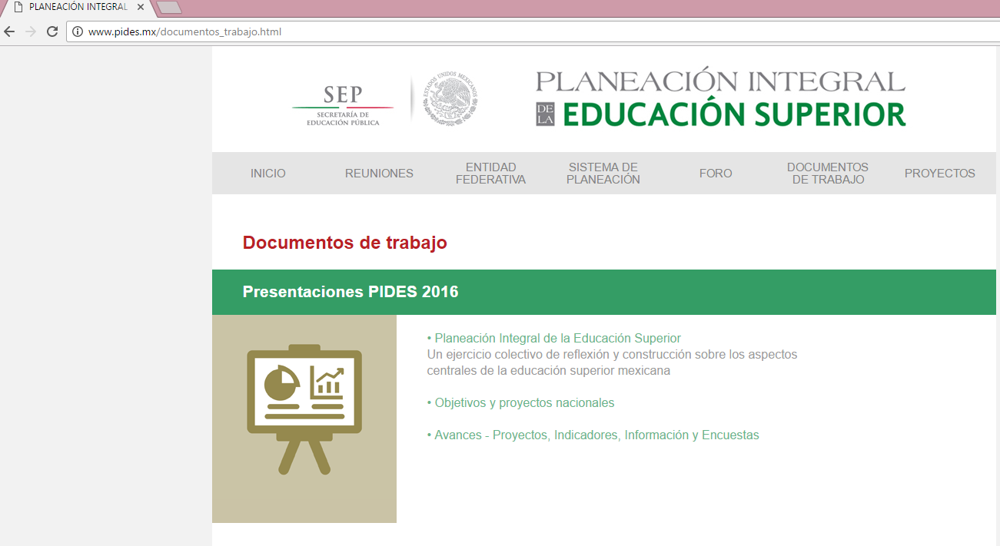 PLANEACIÓN INTEGRAL
www.pides.mx/documentos_trabajo.html
SEP
SECRETARÍA DE
EDUCACIÓN PÚBLICA
ESTADOS UNIDOS MEXICANOS
PLANEACIÓN INTEGRAL
DE LA EDUCACIÓN SUPERIOR
INICIO
REUNIONES
ENTIDAD
FEDERATIVA
SISTEMA DE
PLANEACIÓN
FORO
DOCUMENTOS
DE TRABAJO
PROYECTOS
Documentos de trabajo
Presentaciones PIDES 2016
• Planeación Integral de la Educación Superior
Un ejercicio colectivo de reflexión y construcción sobre los aspectos
centrales de la educación superior mexicana
• Objetivos y proyectos nacionales
• Avances - Proyectos, Indicadores, Información y Encuestas